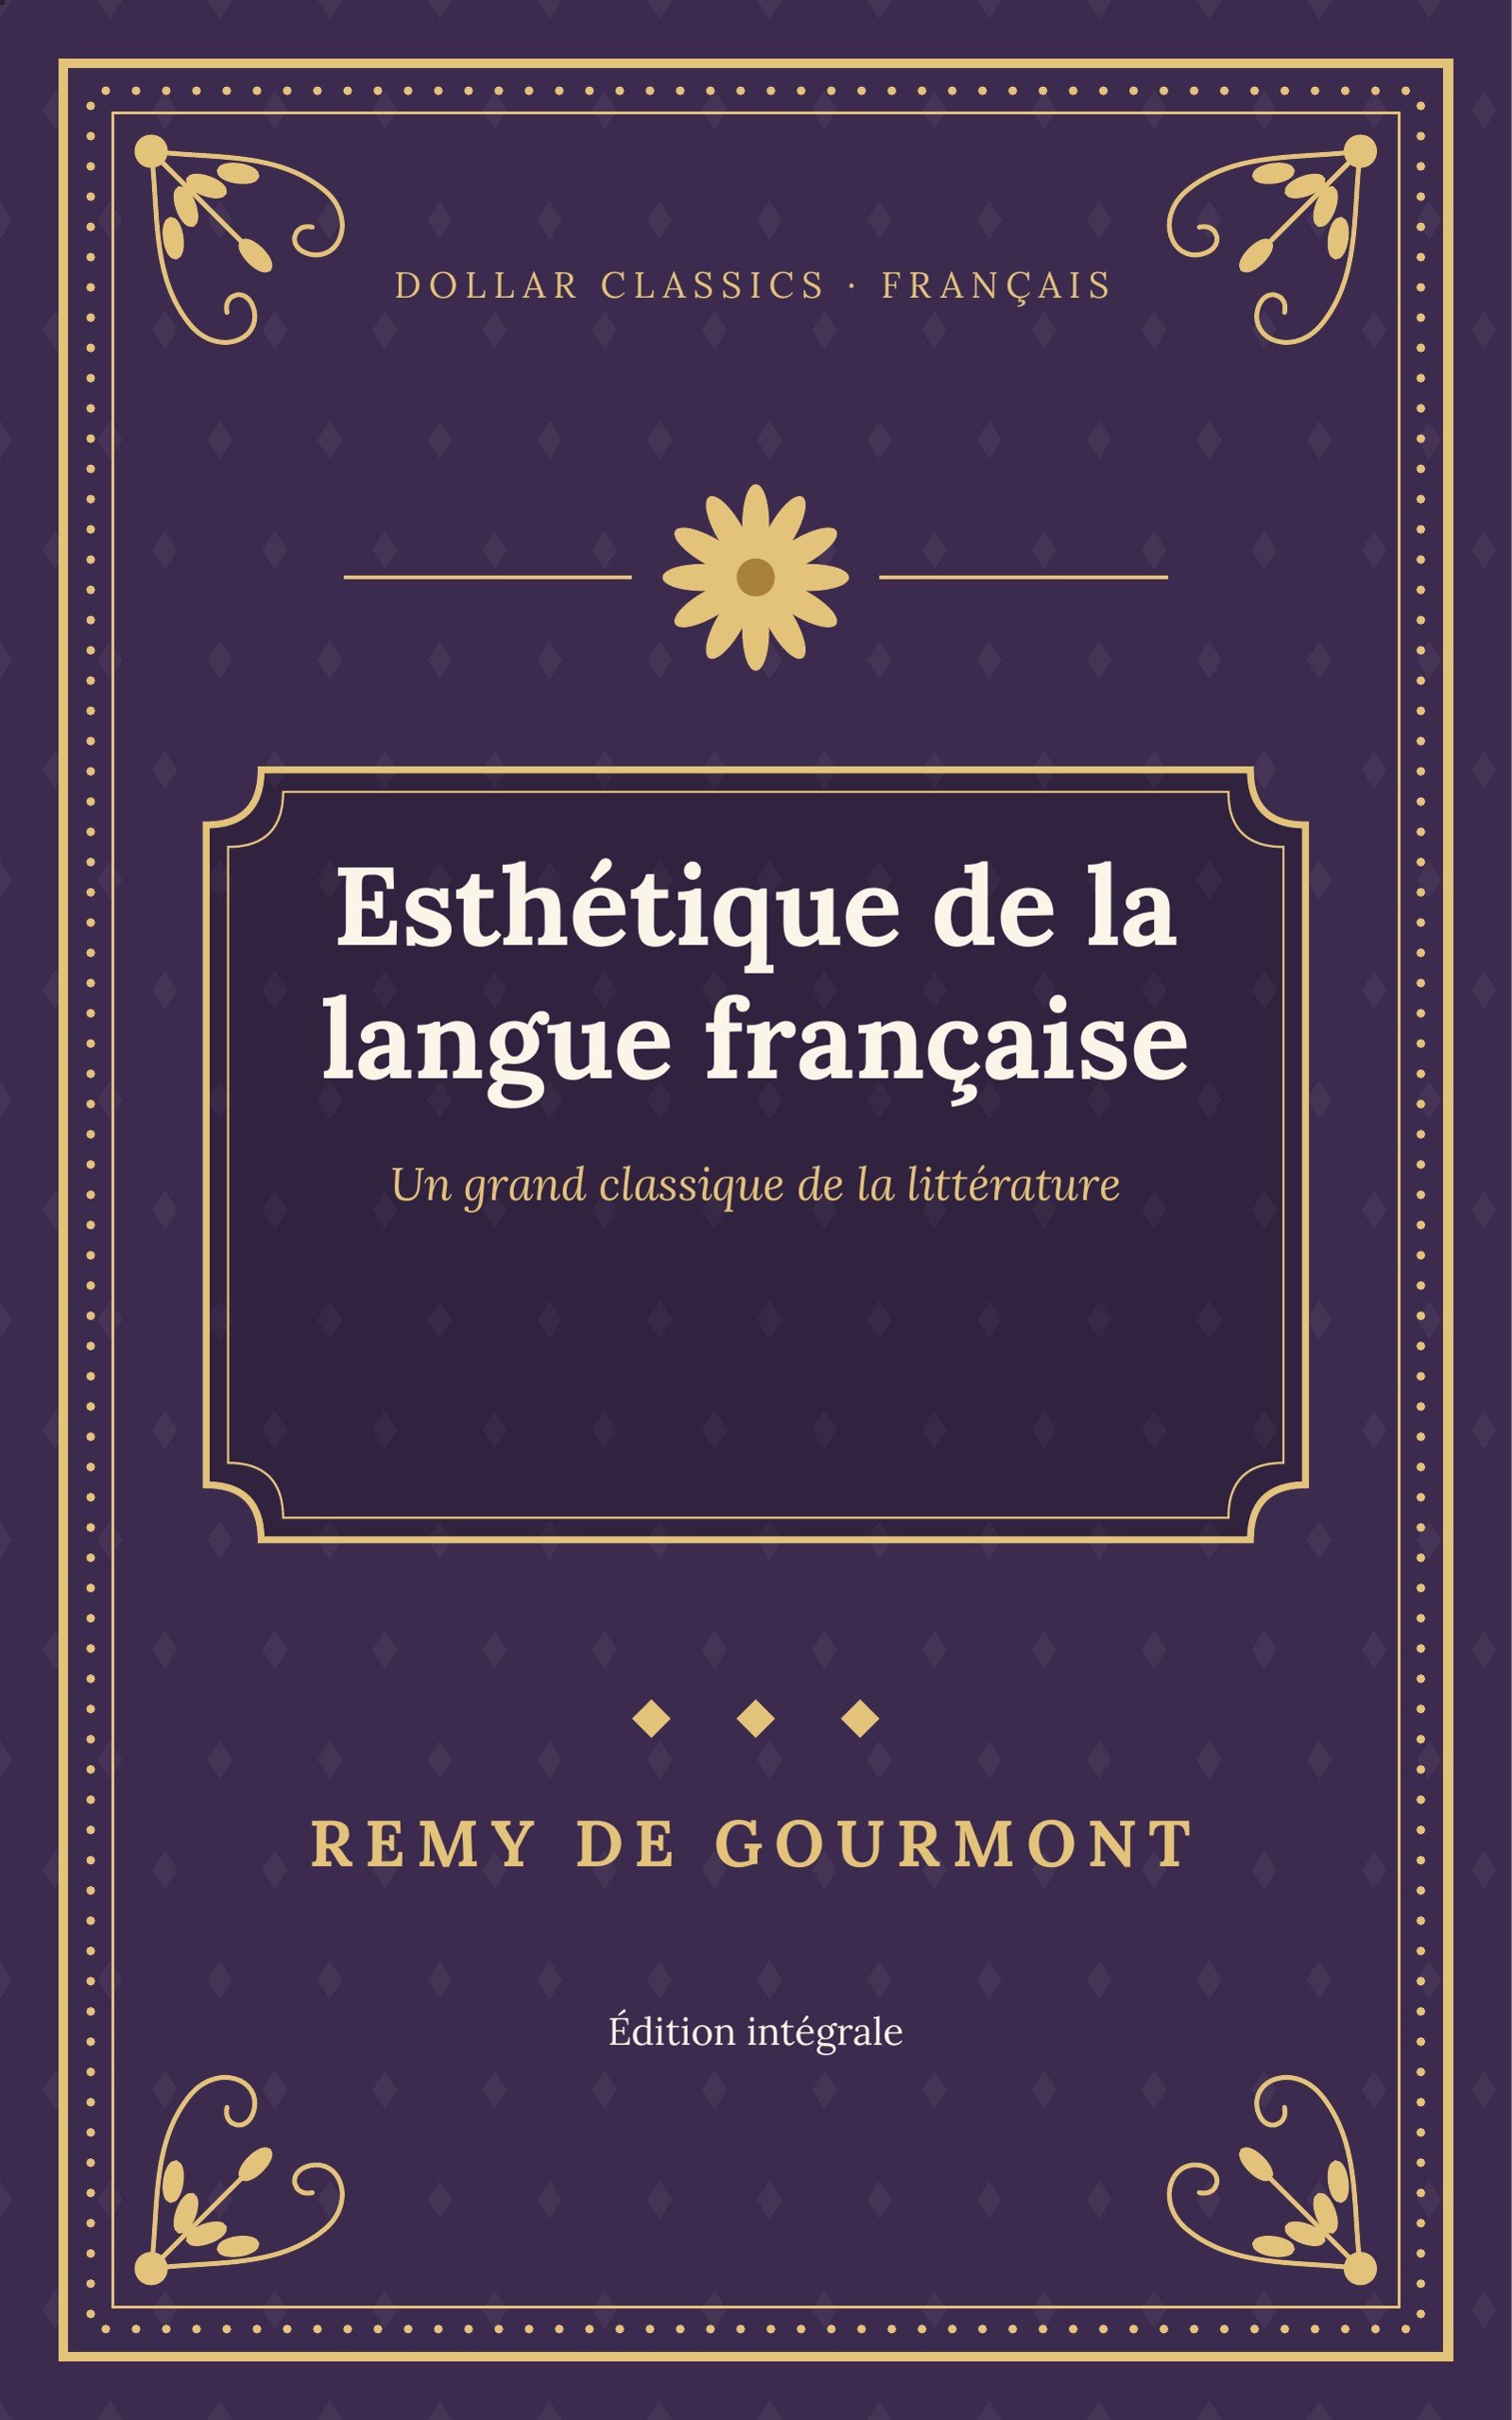 DOLLAR CLASSICS · FRANÇAIS
Esthétique de la
langue française
Un grand classique de la littérature
REMY DE GOURMONT
Édition intégrale